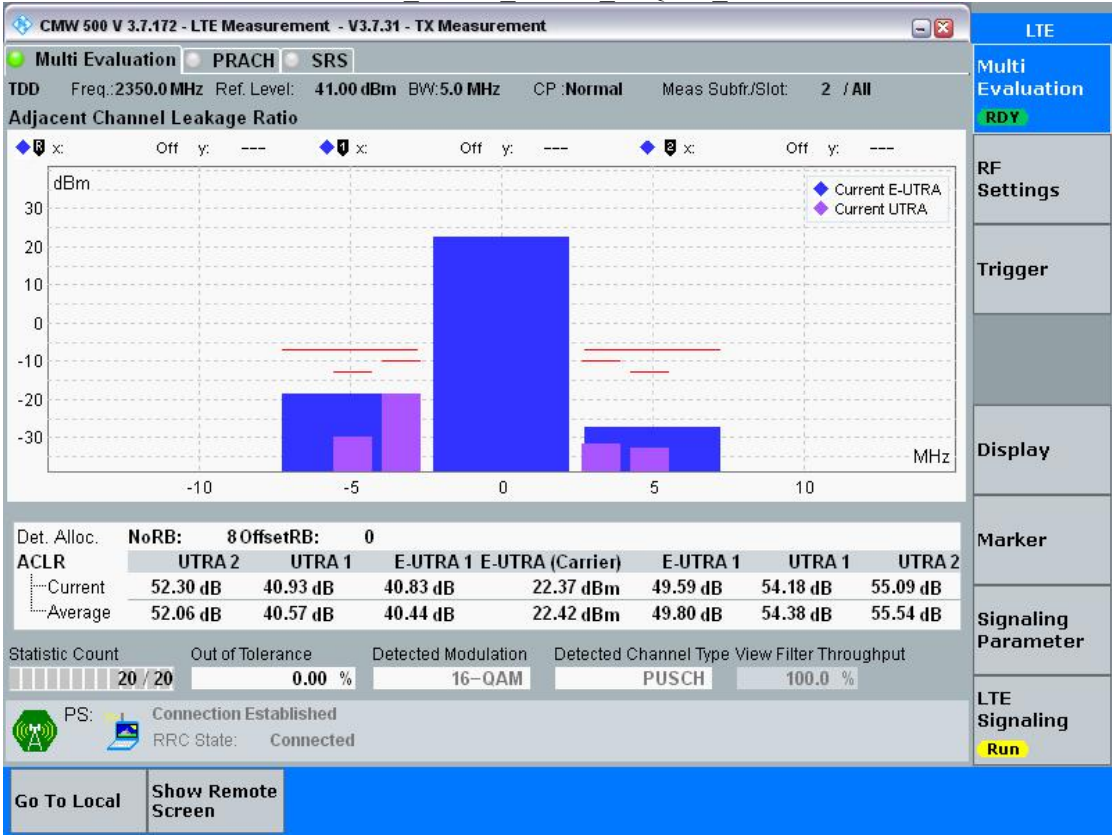 CMW 500 V 3.7.172 - LTE Measurement - V3.7.31 - TX Measurement
LTE
Multi Evaluation PRACH SRS
TDD Freq.:2350.0 MHz Ref. Level: 41.00 dBm BW:5.0 MHz CP :Normal Meas Subfr./Slot: 2 / All
Adjacent Channel Leakage Ratio
R x: Off y: --- 1 x: Off y: --- 2 x: Off y: ---
dBm
Current E-UTRA
Current UTRA
30
20
10
0
-10
-20
-30
MHz
-10 -5 0 5 10
Det. Alloc. NoRB: 8 OffsetRB: 0
ACLR UTRA 2 UTRA 1 E-UTRA 1 E-UTRA (Carrier) E-UTRA 1 UTRA 1 UTRA 2
Current 52.30 dB 40.93 dB 40.83 dB 22.37 dBm 49.59 dB 54.18 dB 55.09 dB
Average 52.06 dB 40.57 dB 40.44 dB 22.42 dBm 49.80 dB 54.38 dB 55.54 dB
Statistic Count Out of Tolerance Detected Modulation Detected Channel Type View Filter Throughput
20 / 20 0.00 % 16-QAM PUSCH 100.0 %
PS: Connection Established
RRC State: Connected
Multi
Evaluation
RDY
RF
Settings
Trigger
Display
Marker
Signaling
Parameter
LTE
Signaling
Run
Go To Local
Show Remote
Screen